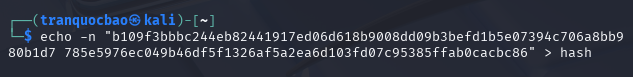 ┌──(tranquocbao㉿kali)-[~]
└─$ echo -n "b109f3bbbc244eb82441917ed06d618b9008dd09b3befd1b5e07394c706a8bb9
80b1d7 785e5976ec049b46df5f1326af5a2ea6d103fd07c95385ffab0cacbc86" > hash